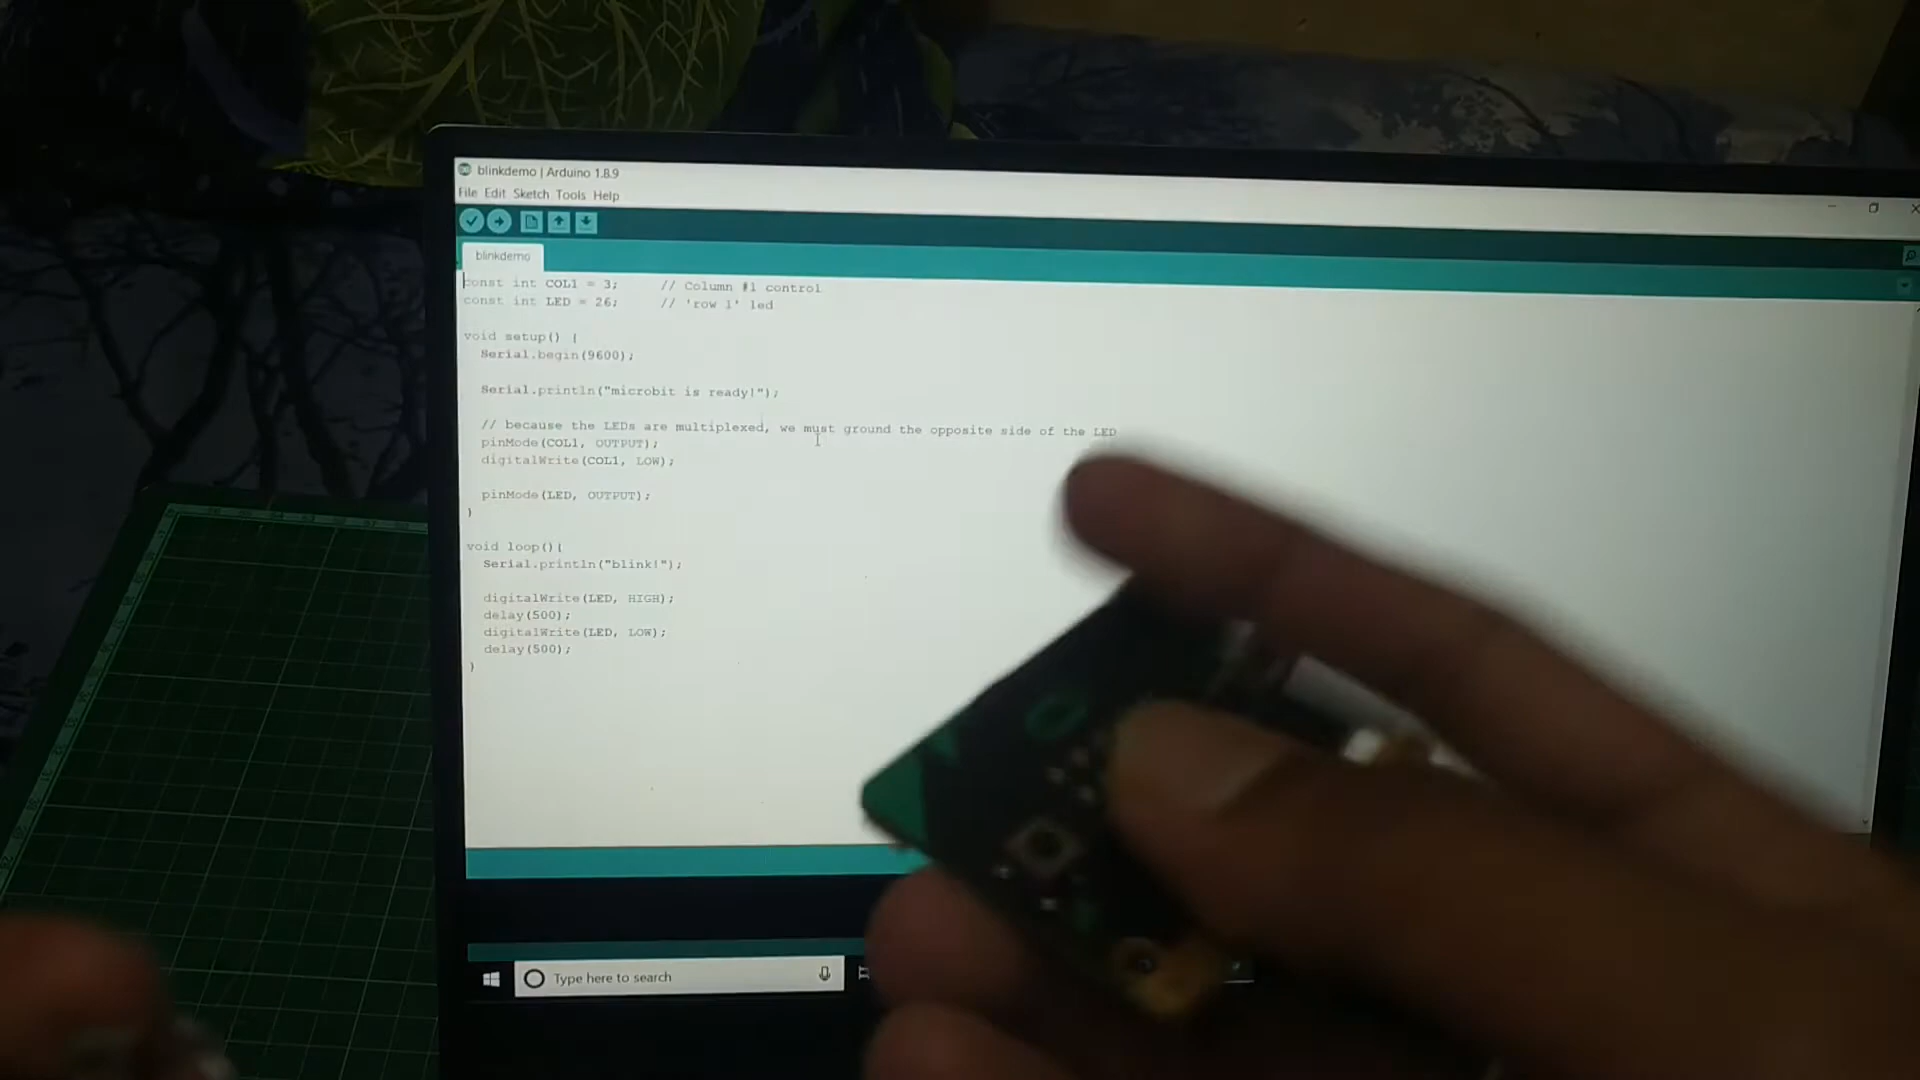 blinkdemo | Arduino 1.8.9
File Edit Sketch Tools Help
blinkdemo
const int COL1 = 3;     // Column #1 control
const int LED = 26;     // 'row 1' led
void setup() {
Serial.begin(9600);
Serial.println("microbit is ready!");
// because the LEDs are multiplexed, we must ground the opposite side of the LED
pinMode(COL1, OUTPUT);
digitalWrite(COL1, LOW);
pinMode(LED, OUTPUT);
}
void loop(){
Serial.println("blink!");
digitalWrite(LED, HIGH);
delay(500);
digitalWrite(LED, LOW);
delay(500);
}
Type here to search